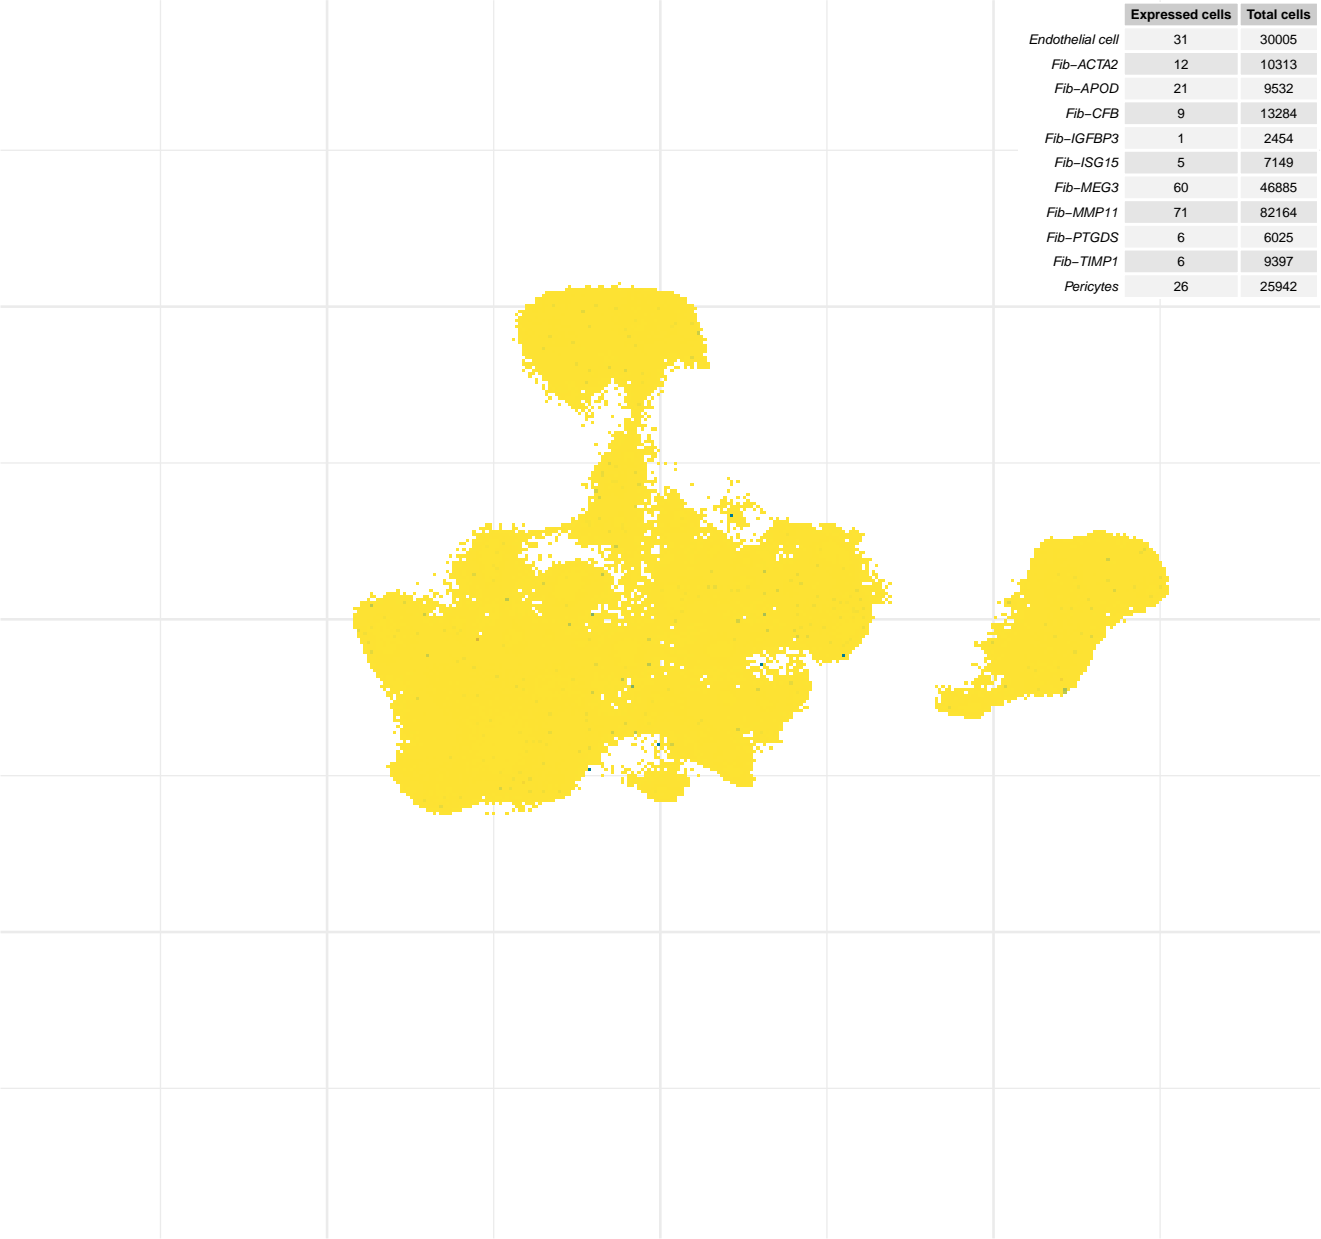 Expressed cells Total cells
Endothelial cell 31 30005
Fib−ACTA2 12 10313
Fib−APOD 21 9532
Fib−CFB 9 13284
Fib−IGFBP3 1 2454
Fib−ISG15 5 7149
Fib−MEG3 60 46885
Fib−MMP11 71 82164
Fib−PTGDS 6 6025
Fib−TIMP1 6 9397
Pericytes 26 25942